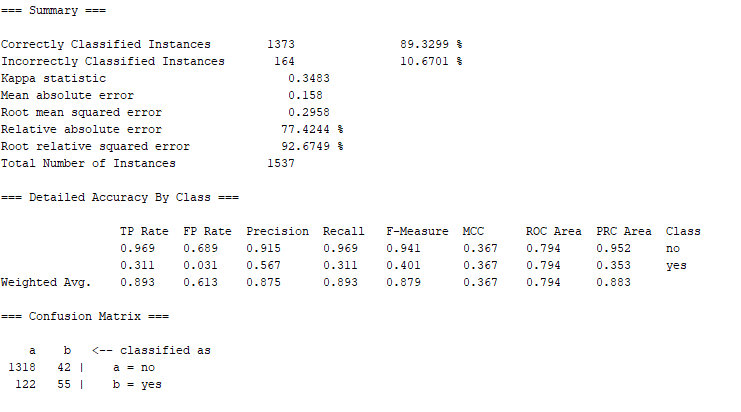 === Summary ===
Correctly Classified Instances 1373 89.3299 %
Incorrectly Classified Instances 164 10.6701 %
Kappa statistic 0.3483
Mean absolute error 0.158
Root mean squared error 0.2958
Relative absolute error 77.4244 %
Root relative squared error 92.6749 %
Total Number of Instances 1537
=== Detailed Accuracy By Class ===
TP Rate FP Rate Precision Recall F-Measure MCC ROC Area PRC Area Class
0.969 0.689 0.915 0.969 0.941 0.367 0.794 0.952 no
0.311 0.031 0.567 0.311 0.401 0.367 0.794 0.353 yes
Weighted Avg. 0.893 0.613 0.875 0.893 0.879 0.367 0.794 0.883
=== Confusion Matrix ===
a b <-- classified as
1318 42 | a = no
122 55 | b = yes